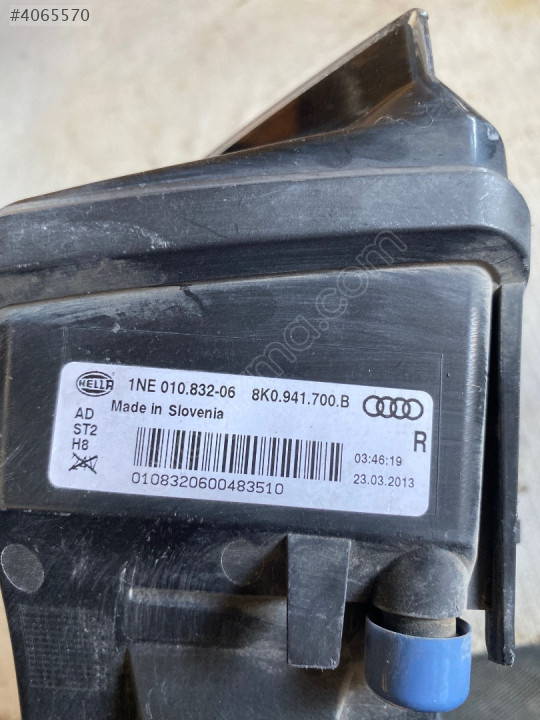 #4065570
HELLA 1NE 010.832-06 8K0.941.700.B
Made in Slovenia
AD
ST2
H8
R
03:46:19
23.03.2013
0108320600483510